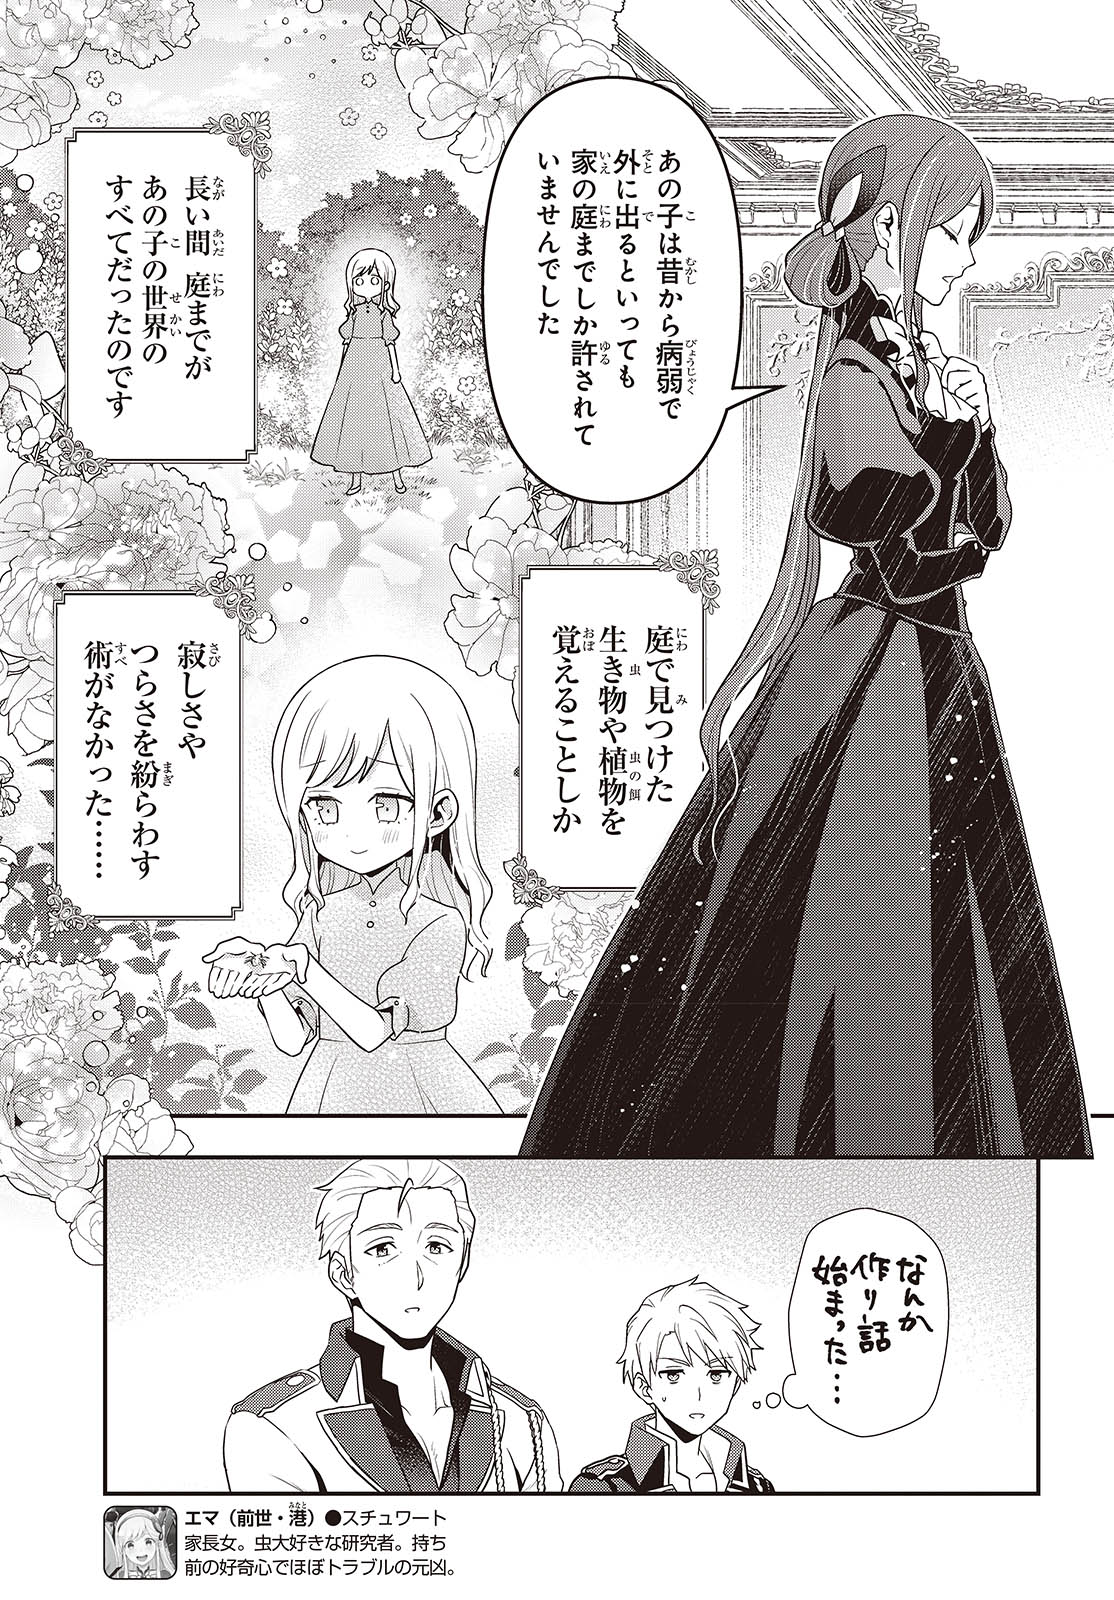 あの子は昔から病弱で
外に出るといっても
家の庭までしか許されて
いませんでした
長い間 庭までが
あの子の世界の
すべてだったのです
庭で見つけた
生き物や植物を
覚えることしか
寂しさや
つらさを紛らわす
術がなかった……
なんか
作り話
始まった…
エマ（前世・港）●スチュワート
家長女。虫大好きな研究者。持ち
前の好奇心でほぼトラブルの元凶。